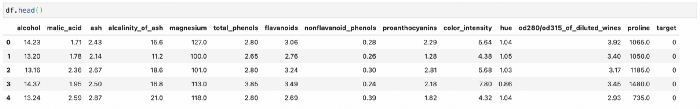 df.head()
alcohol malic_acid ash alcalinity_of_ash magnesium total_phenols flavanoids nonflavanoid_phenols proanthocyanins color_intensity hue od280/od315_of_diluted_wines proline target
0 14.23 1.71 2.43 15.6 127.0 2.80 3.06 0.28 2.29 5.64 1.04 3.92 1065.0 0
1 13.20 1.78 2.14 11.2 100.0 2.65 2.76 0.26 1.28 4.38 1.05 3.40 1050.0 0
2 13.16 2.36 2.67 18.6 101.0 2.80 3.24 0.30 2.81 5.68 1.03 3.17 1185.0 0
3 14.37 1.95 2.50 16.8 113.0 3.85 3.49 0.24 2.18 7.80 0.86 3.45 1480.0 0
4 13.24 2.59 2.87 21.0 118.0 2.80 2.69 0.39 1.82 4.32 1.04 2.93 735.0 0